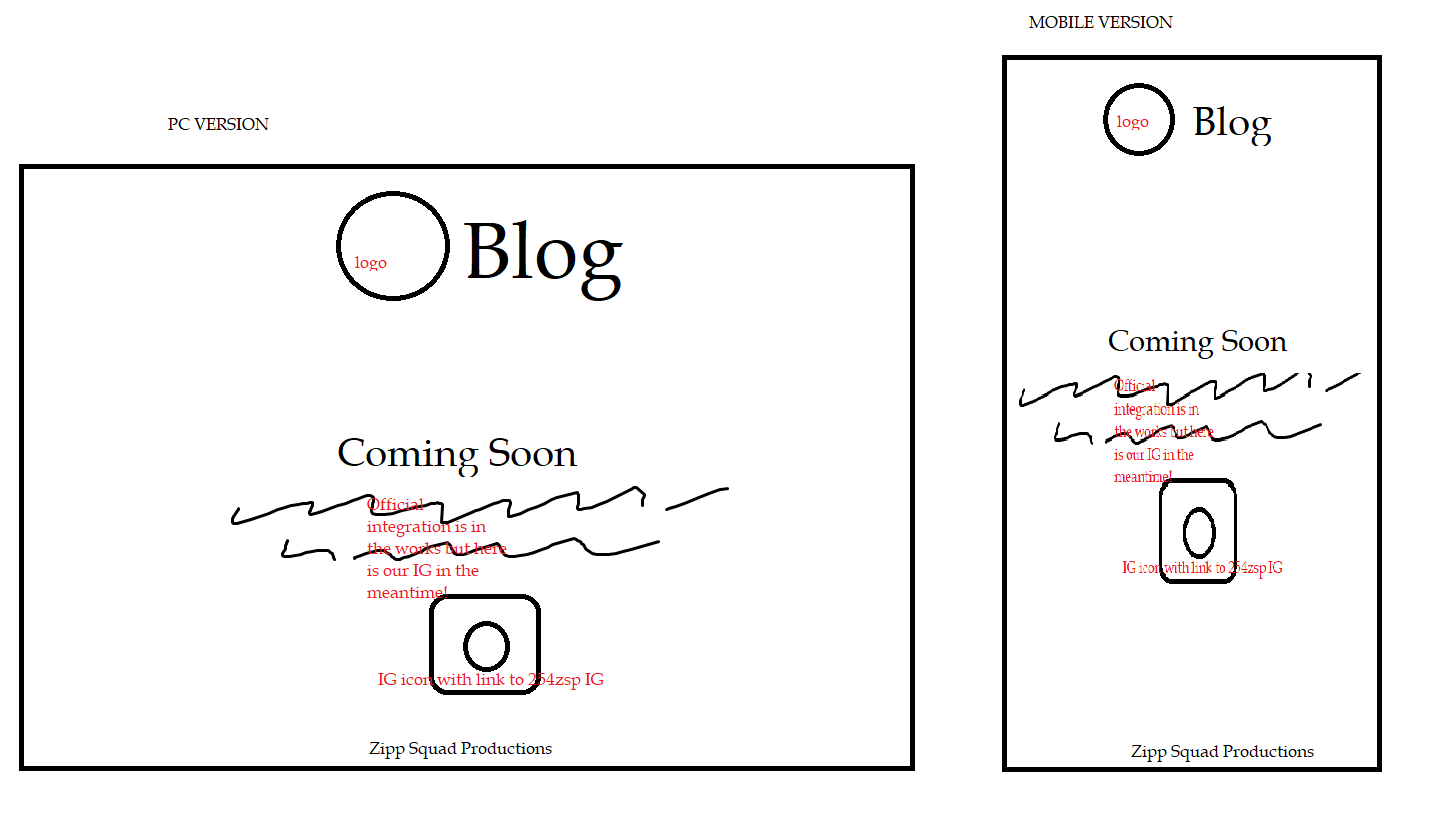 MOBILE VERSION
PC VERSION
logo
Blog
Coming Soon
Official
integration is in
the works but here
is our IG in the
meantime!
IG icon with link to 254zsp IG
Zipp Squad Productions
logo
Blog
Coming Soon
Official
integration is in
the works but here
is our IG in the
meantime!
IG icon with link to 254zsp IG
Zipp Squad Productions